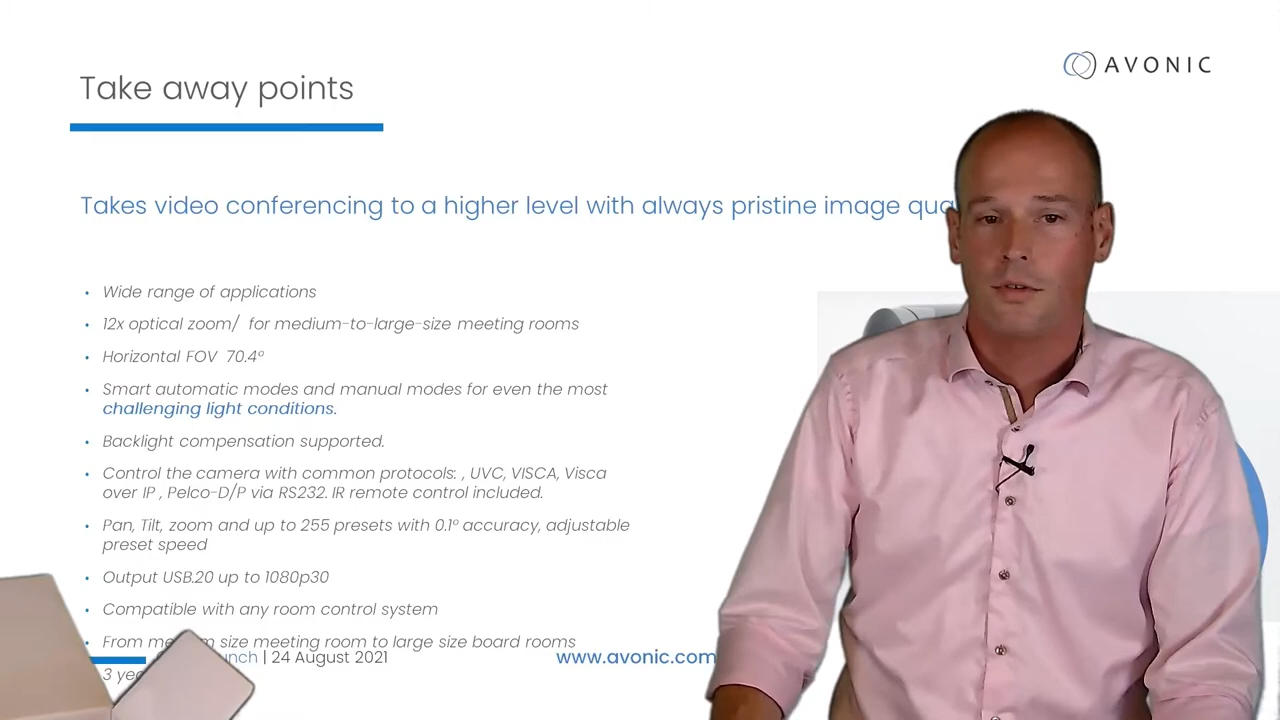 AVONIC
Take away points
Takes video conferencing to a higher level with always pristine image
• Wide range of applications
• 12x optical zoom/ for medium-to-large-size meeting rooms
• Horizontal FOV 70.4º
• Smart automatic modes and manual modes for even the most
challenging light conditions.
• Backlight compensation supported.
• Control the camera with common protocols: , UVC, VISCA, Visca
over IP , Pelco-D/P via RS232. IR remote control included.
• Pan, Tilt, zoom and up to 255 presets with 0.1º accuracy, adjustable
preset speed
• Output USB.20 up to 1080p30
• Compatible with any room control system
• From size meeting room to large size board rooms
| 24 August 2021
www.avonic.com
3